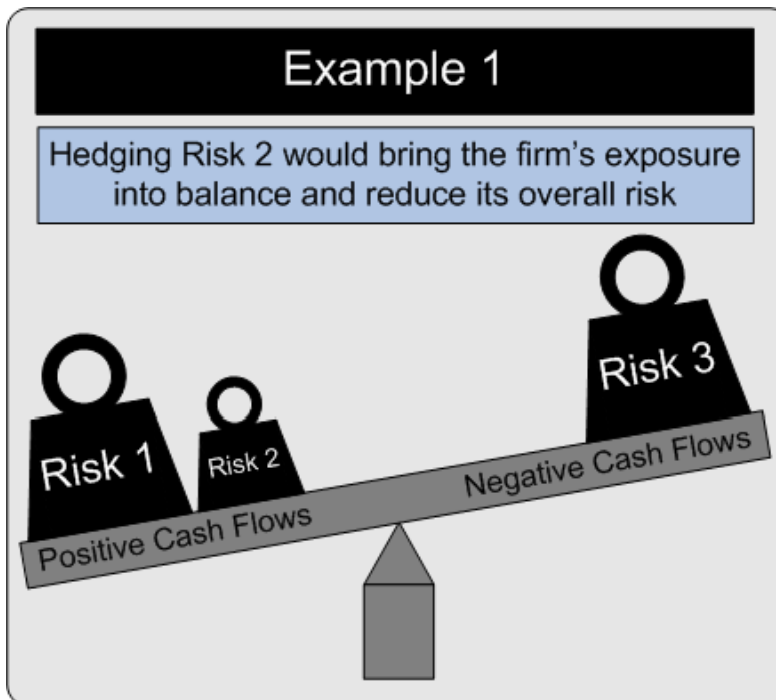 Example 1
Hedging Risk 2 would bring the firm's exposure
into balance and reduce its overall risk
Risk 1
Risk 2
Risk 3
Positive Cash Flows
Negative Cash Flows